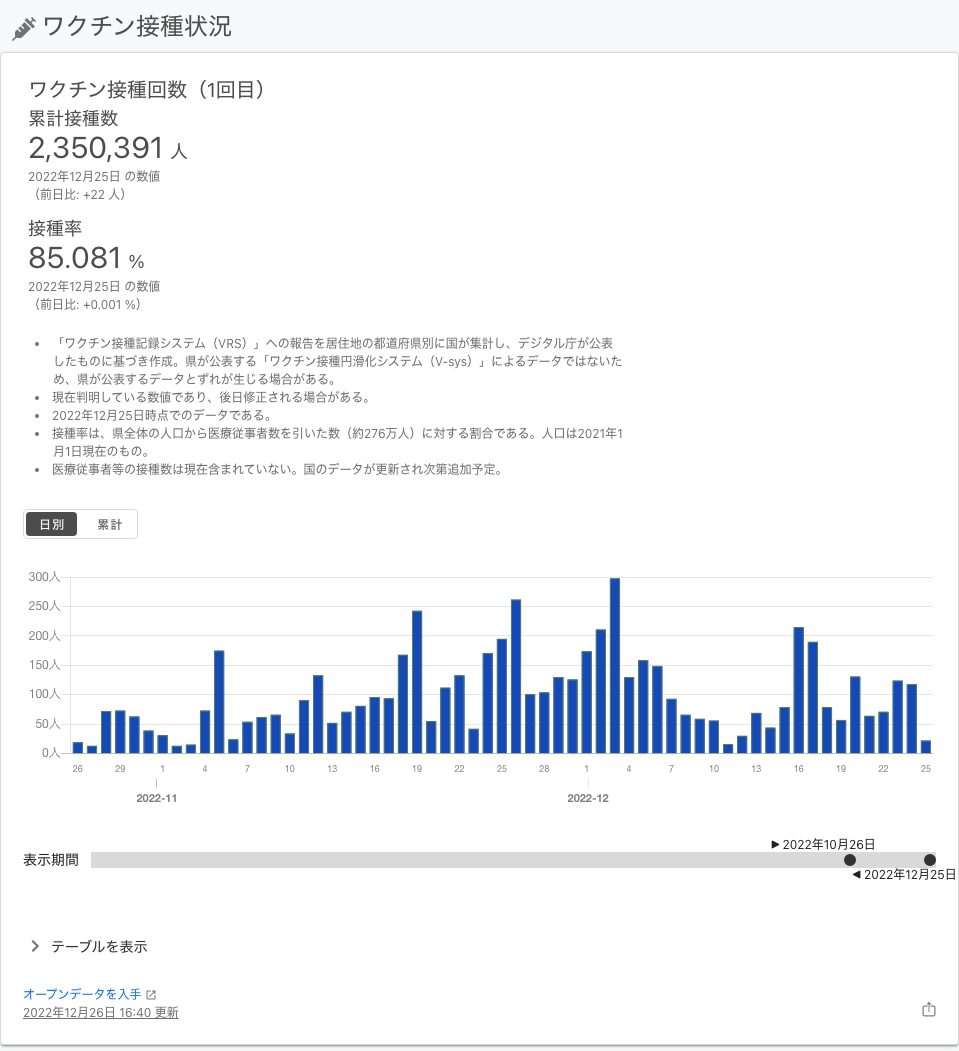 ワクチン接種状況
ワクチン接種回数（1回目）
累計接種数
2,350,391 人
2022年12月25日 の数値
（前日比: +22 人）
接種率
85.081 %
2022年12月25日 の数値
（前日比: +0.001 %）
• 「ワクチン接種記録システム（VRS）」への報告を居住地の都道府県別に国が集計し、デジタル庁が公表
したものに基づき作成。県が公表する「ワクチン接種円滑化システム（V-sys）」によるデータではないた
め、県が公表するデータとずれが生じる場合がある。
• 現在判明している数値であり、後日修正される場合がある。
• 2022年12月25日時点でのデータである。
• 接種率は、県全体の人口から医療従事者数を引いた数（約276万人）に対する割合である。人口は2021年1
月1日現在のもの。
• 医療従事者等の接種数は現在含まれていない。国のデータが更新され次第追加予定。
日別 累計
300人
250人
200人
150人
100人
50人
0人
26 29 1 4 7 10 13 16 19 22 25 28 1 4 7 10 13 16 19 22 25
2022-11 2022-12
▶ 2022年10月26日
表示期間
◀ 2022年12月25日
テーブルを表示
オープンデータを入手
2022年12月26日 16:40 更新